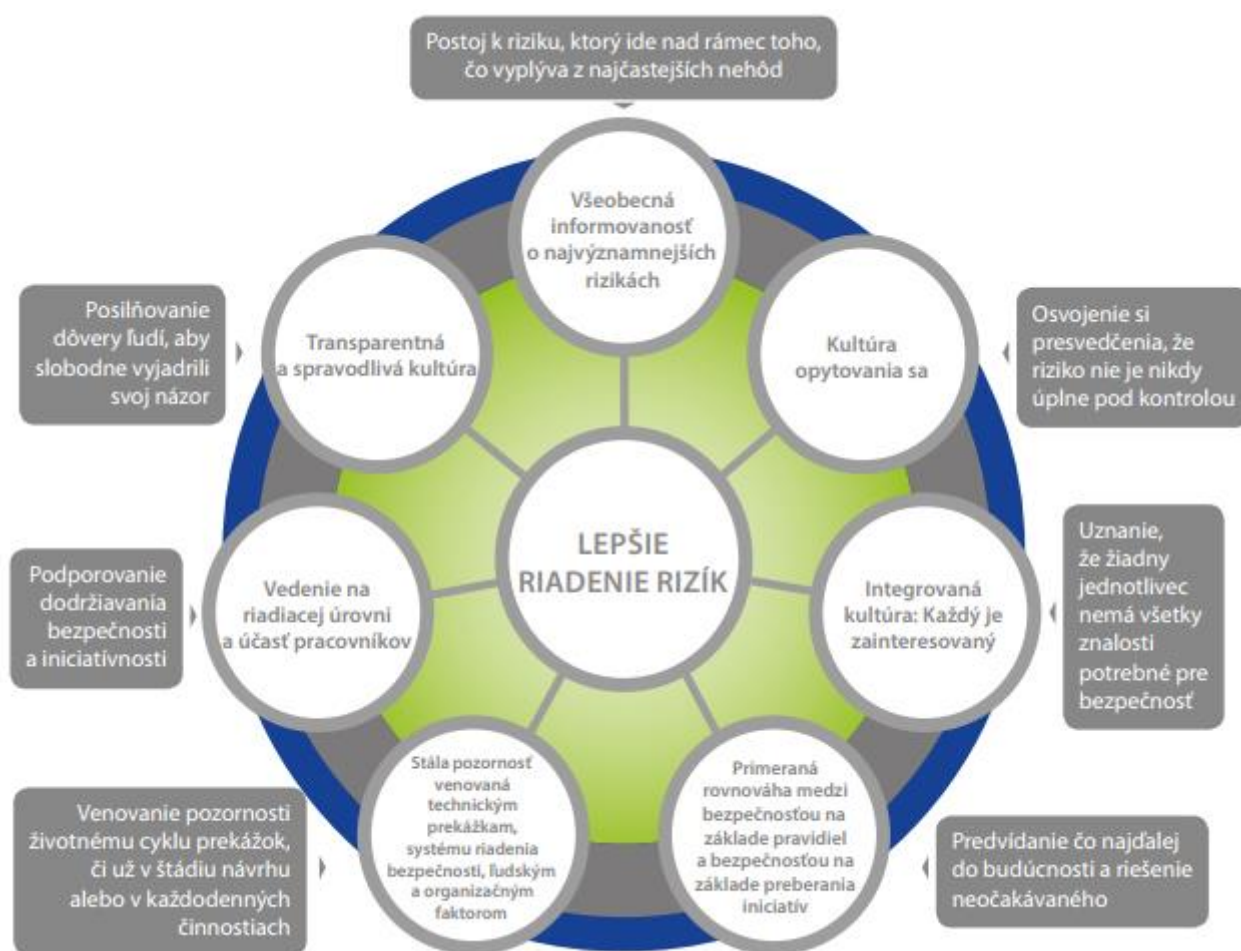 Postoj k riziku, ktorý ide nad rámec toho,
čo vyplýva z najčastejších nehôd
Všeobecná
informovanosť
o najvýznamnejších
rizikách
Transparentná
a spravodlivá kultúra
Posilňovanie
dôvery ľudí, aby
slobodne vyjadrili
svoj názor
Kultúra
opytovania sa
Osvojenie si
presvedčenia, že
riziko nie je nikdy
úplne pod kontrolou
LEPŠIE
RIADENIE RIZÍK
Podporovanie
dodržiavania
bezpečnosti
a iniciatívnosti
Vedenie na
riadiacej úrovni
a účasť pracovníkov
Integrovaná
kultúra: Každý je
zainteresovaný
Uznanie,
že žiadny
jednotlivec
nemá všetky
znalosti
potrebné pre
bezpečnosť
Venovanie pozornosti
životnému cyklu prekážok,
či už v štádiu návrhu
alebo v každodenných
činnostiach
Stála pozornosť
venovaná
technickým
prekážkam,
systému riadenia
bezpečnosti, ľudským
a organizačným
faktorom
Primeraná
rovnováha medzi
bezpečnosťou na
základe pravidiel
a bezpečnosťou na
základe preberania
iniciatív
Predvídanie čo najďalej
do budúcnosti a riešenie
neočakávaného